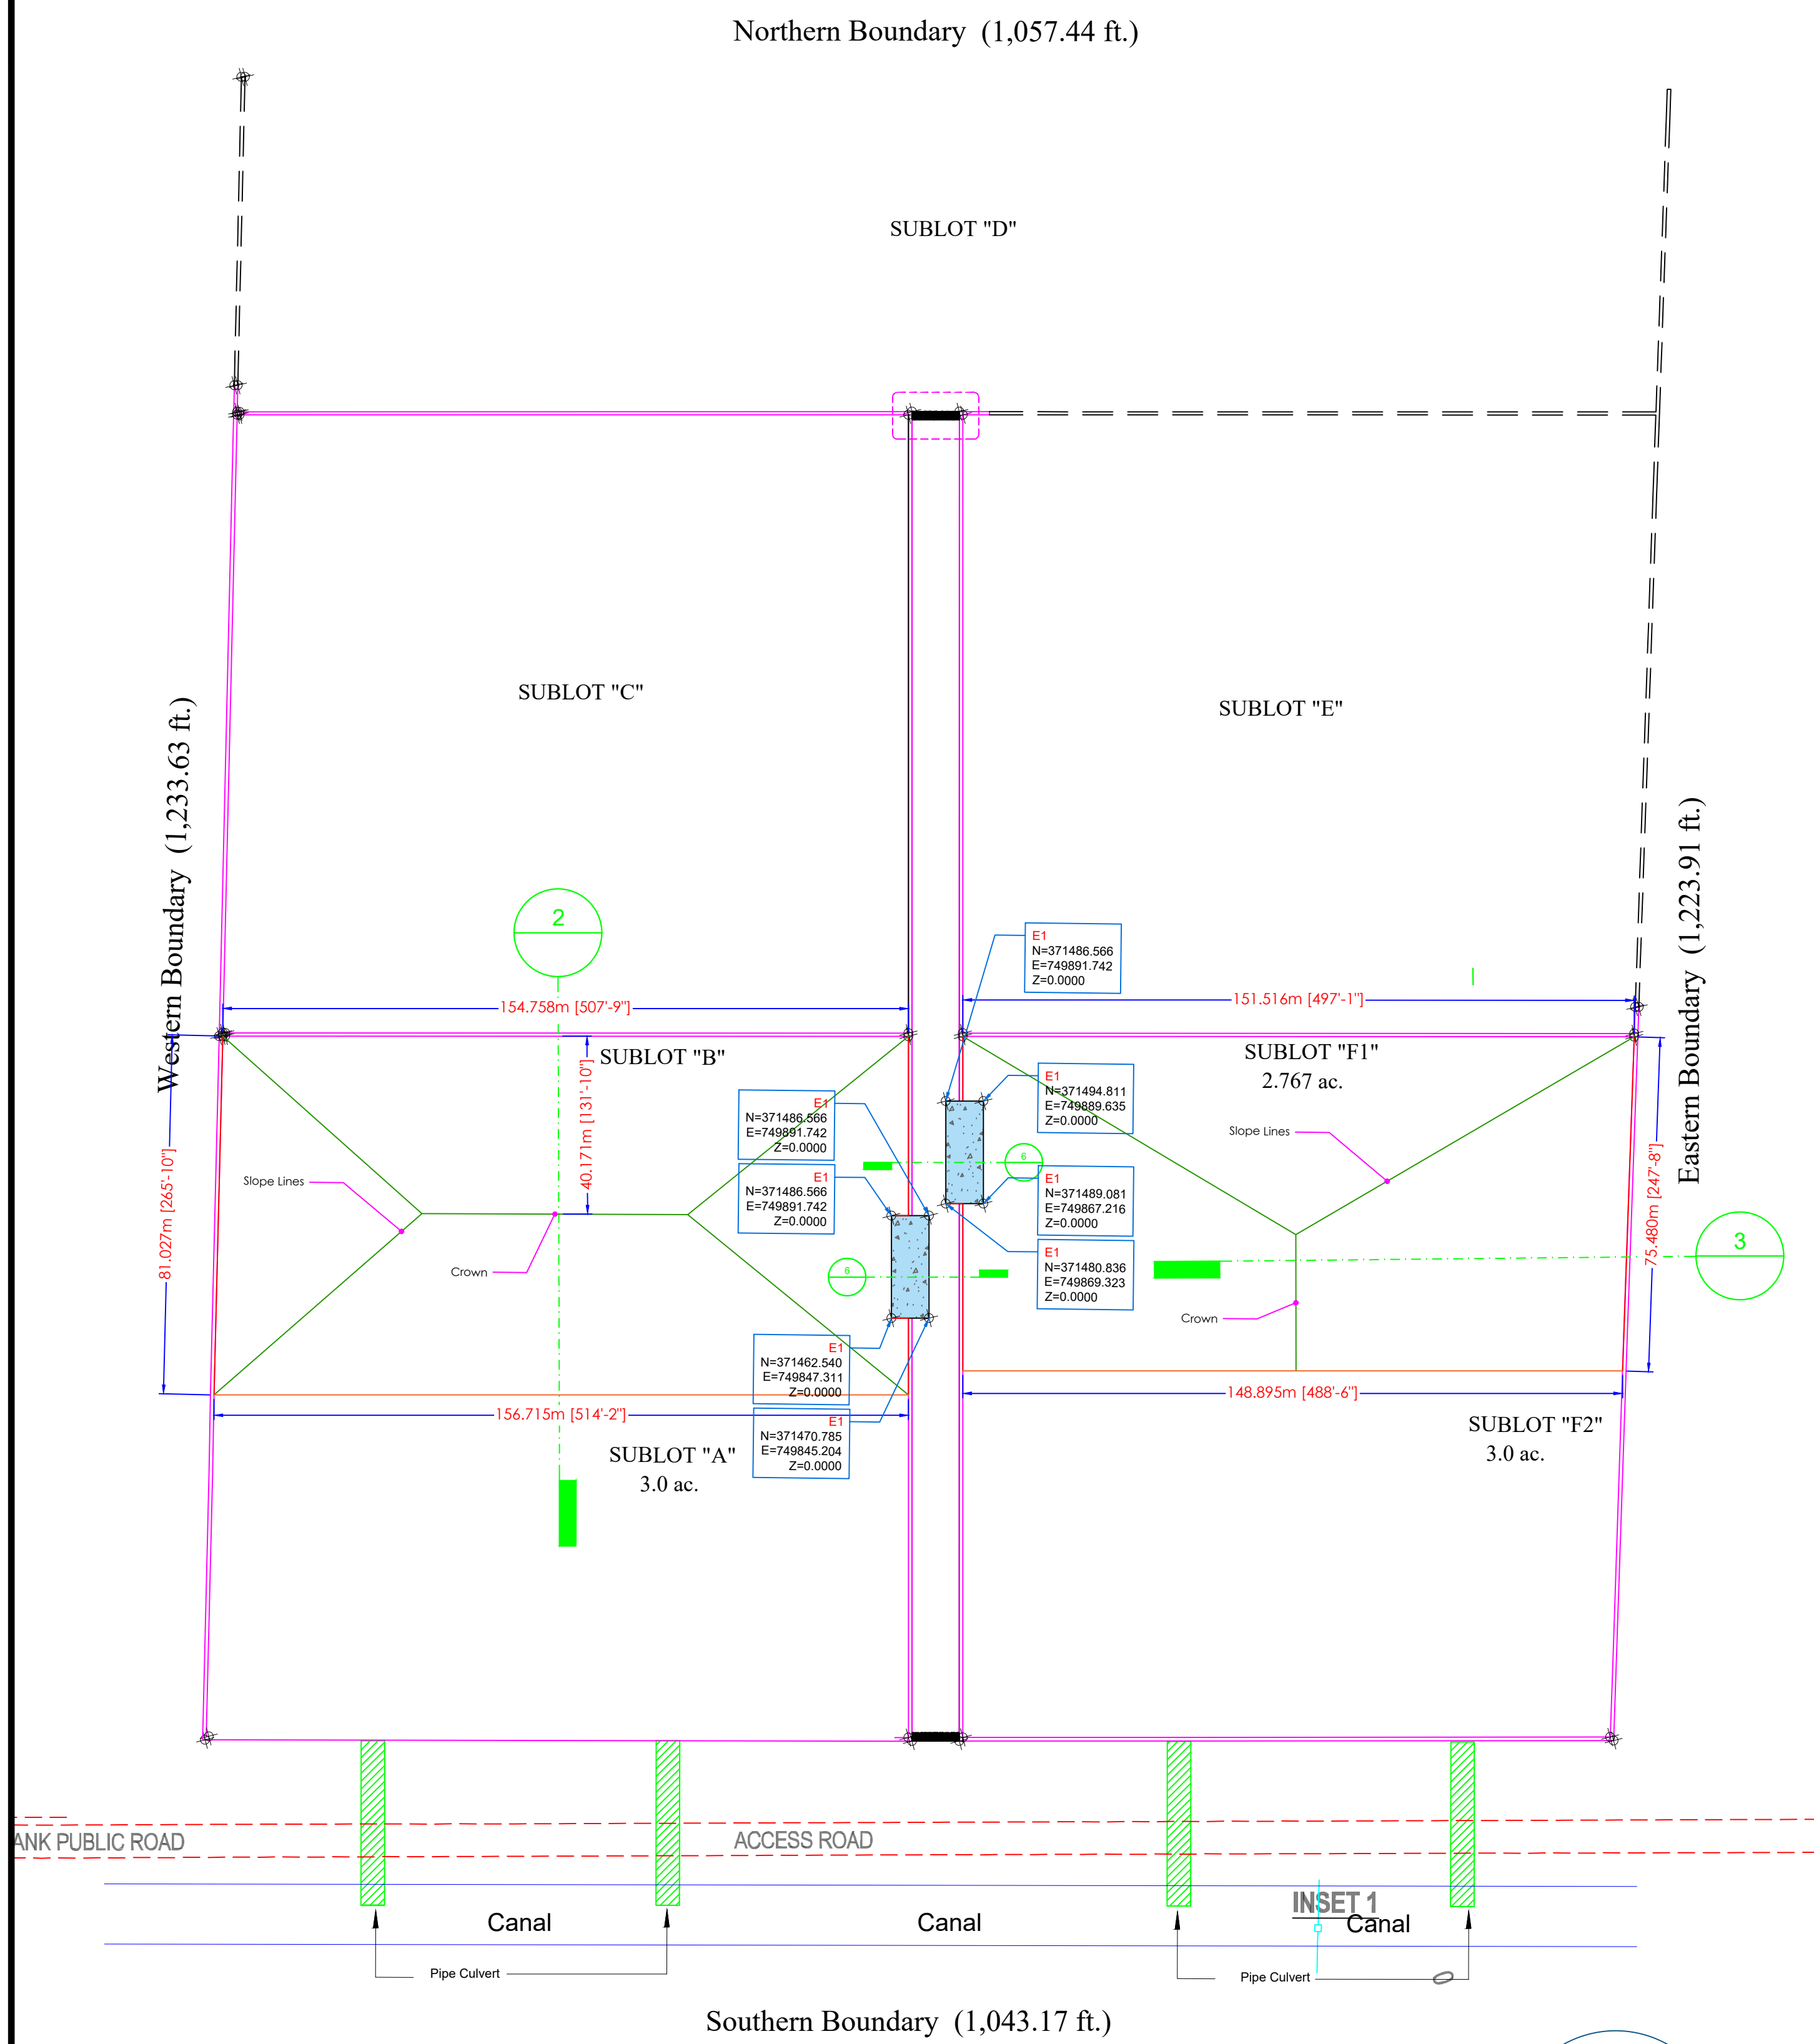 Northern Boundary (1,057.44 ft.)
SUBLOT "D"
SUBLOT "C"
SUBLOT "E"
Western Boundary (1,233.63 ft.)
Eastern Boundary (1,223.91 ft.)
2
E1
N=371486.566
E=749891.742
Z=0.0000
154.758m [507'-9"]
151.516m [497'-1"]
SUBLOT "B"
SUBLOT "F1"
2.767 ac.
40.171m [131'-10"]
E1
N=371494.811
E=749889.635
Z=0.0000
E1
N=371486.566
E=749891.742
Z=0.0000
Slope Lines
6
81.027m [265'-10"]
75.480m [247'-8"]
Slope Lines
E1
N=371486.566
E=749891.742
Z=0.0000
E1
N=371489.081
E=749867.216
Z=0.0000
3
E1
N=371480.836
E=749869.323
Z=0.0000
Crown
6
Crown
E1
N=371462.540
E=749847.311
Z=0.0000
148.895m [488'-6"]
156.715m [514'-2"]
E1
N=371470.785
E=749845.204
Z=0.0000
SUBLOT "F2"
3.0 ac.
SUBLOT "A"
3.0 ac.
ANK PUBLIC ROAD
ACCESS ROAD
INSET 1
Canal
Canal
Canal
Pipe Culvert
Pipe Culvert
0
Southern Boundary (1,043.17 ft.)